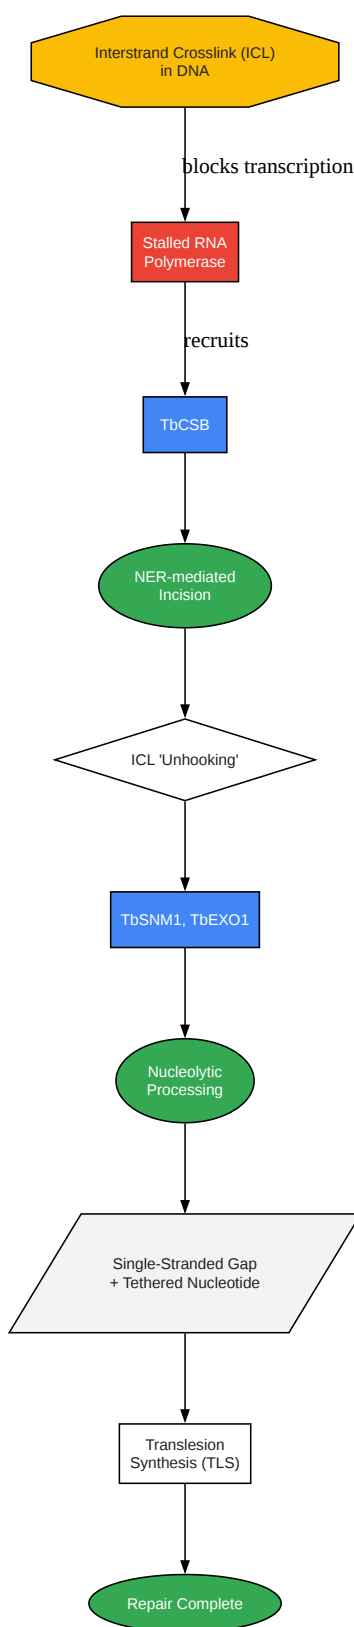 Interstrand Crosslink (ICL)
in DNA
blocks transcription
Stalled RNA
Polymerase
recruits
TbCSB
NER-mediated
Incision
ICL 'Unhooking'
TbSNM1, TbEXO1
Nucleolytic
Processing
Single-Stranded Gap
+ Tethered Nucleotide
Translesion
Synthesis (TLS)
Repair Complete